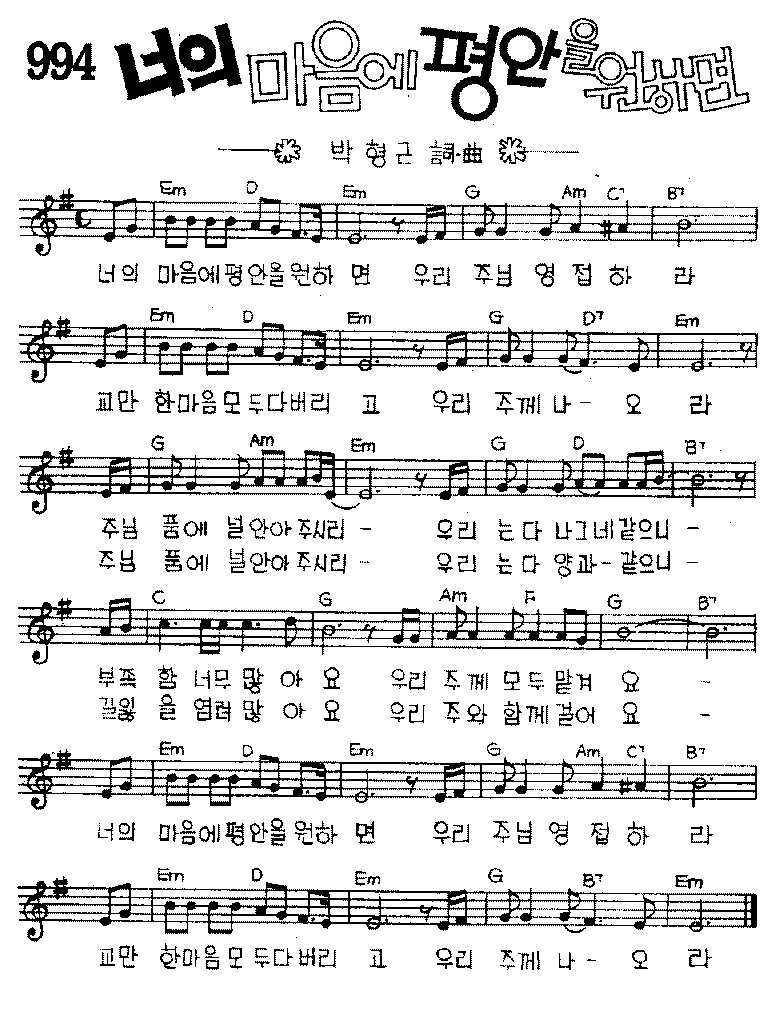 994 너의 마음에 평안을 원하면
박형근 詞·曲
Em D Em G Am C7 B7
너의 마음에평안을원하 면 우리 주님 영 접 하 라
Em D Em G D7 Em
교만 한마음모두다버리 고 우리 주께 나- 오 라
G Am Em G D B7
주님 품에 널안아주시리 - 우리 는다 나그네같으니 -
주님 품에 널안아주시리 - 우리 는다 양과-같으니 -
C G Am F G B7
부족 함 너무 많 아 요 우리 주께 모두맡겨 요 -
길잃 을 염려 많 아 요 우리 주와 함께걸어 요 -
Em D Em G Am C7 B7
너의 마음에평안을원하 면 우리 주님 영 접 하 라
Em D Em G B7 Em
교만 한마음모두다버리 고 우리 주께 나- 오 라